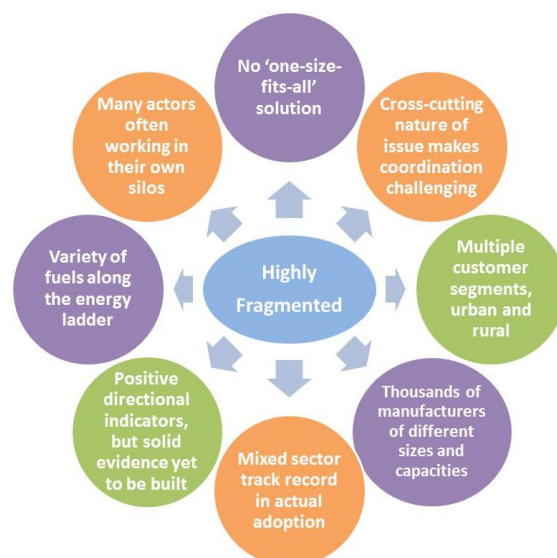 No 'one-size-
fits-all'
solution
Cross-cutting
nature of
issue makes
coordination
challenging
Multiple
customer
segments,
urban and
rural
Thousands of
manufacturers
of different
sizes and
capacities
Mixed sector
track record
in actual
adoption
Positive
directional
indicators,
but solid
evidence yet
to be built
Variety of
fuels along
the energy
ladder
Many actors
often
working in
their own
silos
Highly
Fragmented